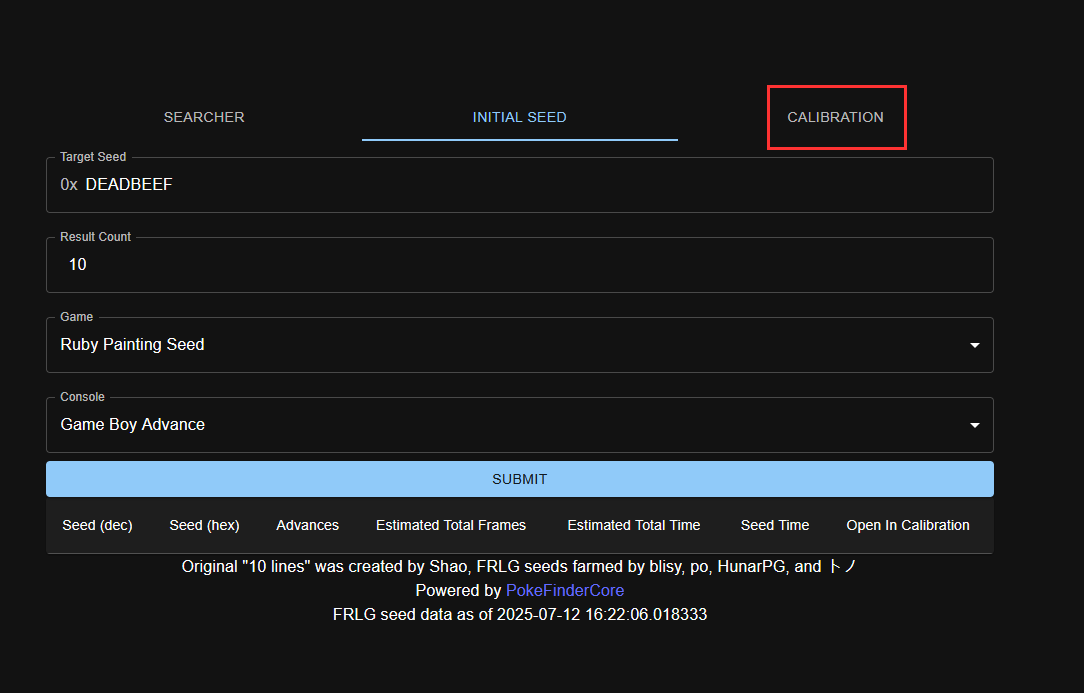 SEARCHER INITIAL SEED CALIBRATION
Target Seed
0x DEADBEEF
Result Count
10
Game
Ruby Painting Seed
Console
Game Boy Advance
SUBMIT
Seed (dec) Seed (hex) Advances Estimated Total Frames Estimated Total Time Seed Time Open In Calibration
Original "10 lines" was created by Shao, FRLG seeds farmed by blisy, po, HunarPG, and トノ
Powered by PokeFinderCore
FRLG seed data as of 2025-07-12 16:22:06.018333